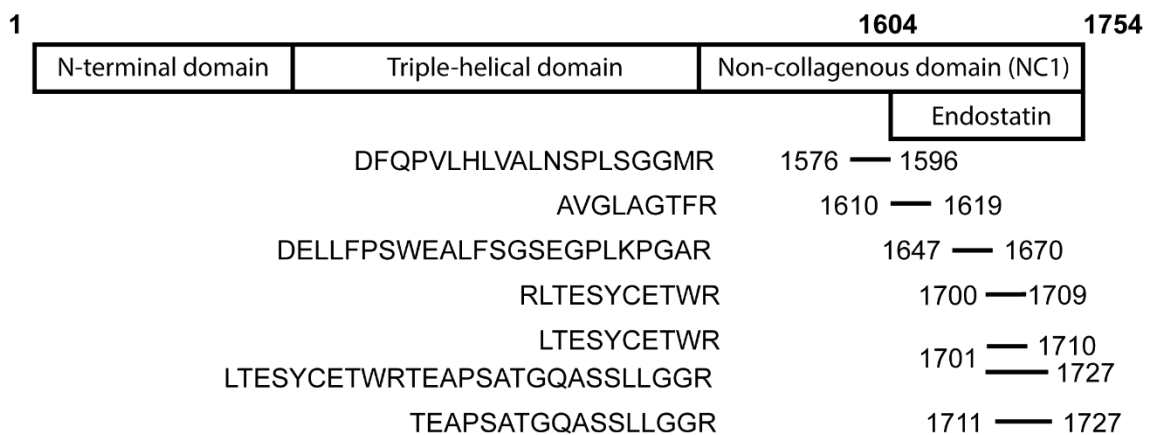 1 1604 1754
N-terminal domain Triple-helical domain Non-collagenous domain (NC1)
Endostatin
DFQPVLHLVALNSPLSGGMR 1576 1596
AVGLAGTFR 1610 1619
DELLFPSWEALFSGSEGPLKPGAR 1647 1670
RLTESYCETWR 1700 1709
LTESYCETWR 1710
1701
LTESYCETWRTEAPSATGQASSLLGGR 1727
TEAPSATGQASSLLGGR 1711 1727